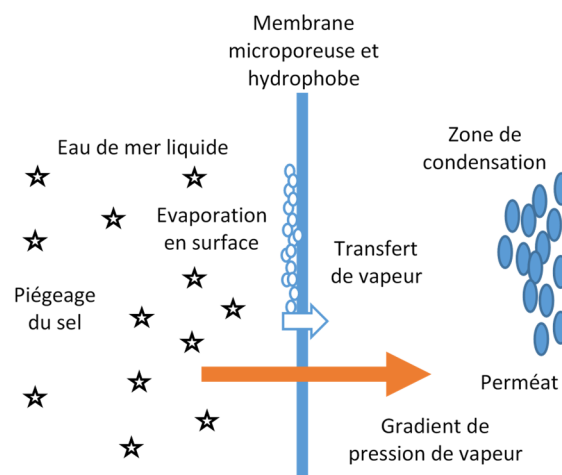 Membrane
microporeuse et
hydrophobe
Eau de mer liquide
Zone de
condensation
Evaporation
en surface
Transfert
de vapeur
Piégeage
du sel
Perméat
Gradient de
pression de vapeur